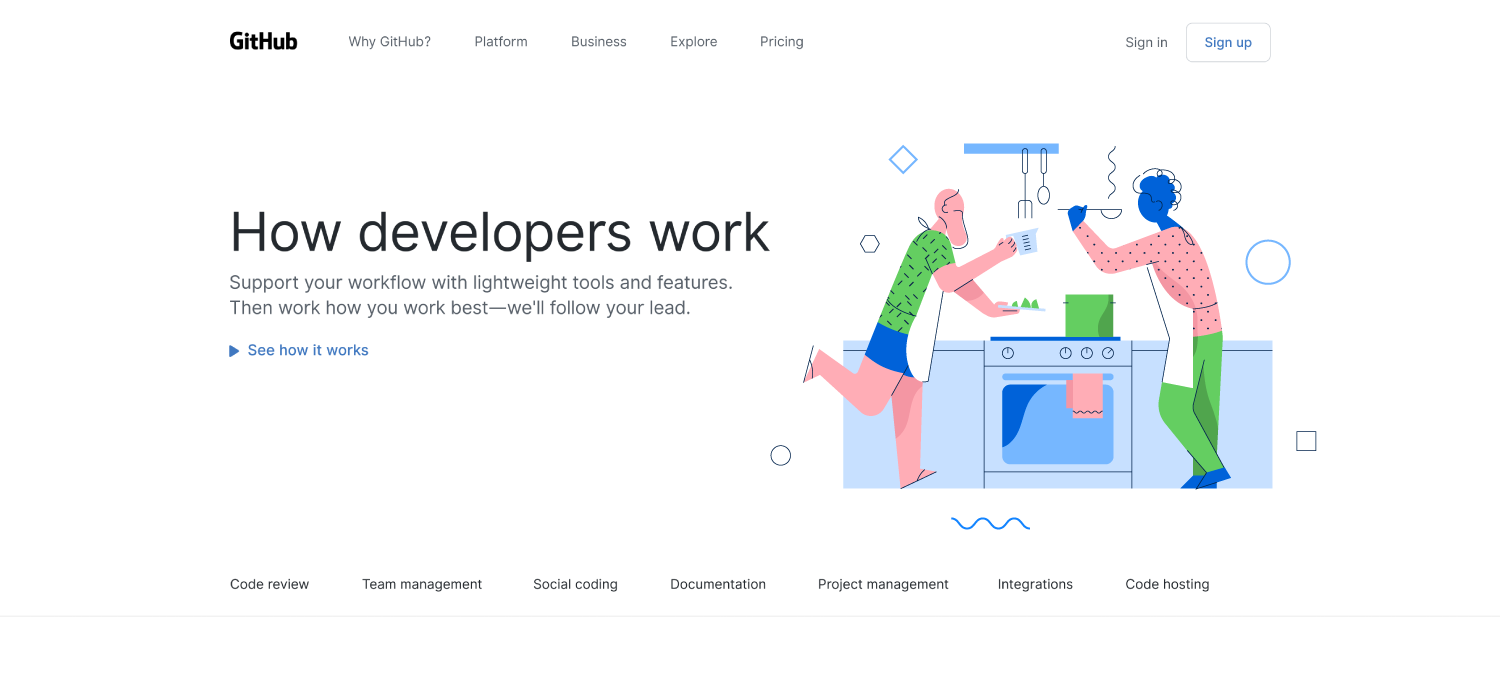 GitHub
Why GitHub?
Platform
Business
Explore
Pricing
Sign in
Sign up
How developers work
Support your workflow with lightweight tools and features.
Then work how you work best—we'll follow your lead.
See how it works
Code review
Team management
Social coding
Documentation
Project management
Integrations
Code hosting